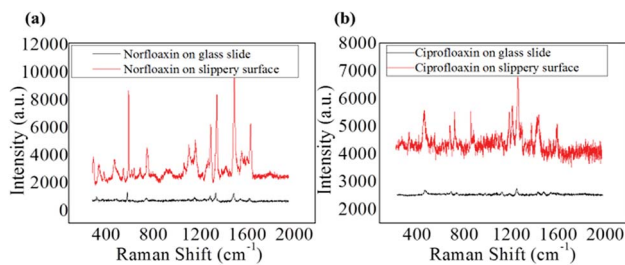 (a)
12000
10000
8000
6000
4000
2000
0
Intensity (a.u.)
Norfloaxin on glass slide
Norfloaxin on slippery surface
400 800 1200 1600 2000
Raman Shift (cm⁻¹)
(b)
8000
7000
6000
5000
4000
3000
2000
Intensity (a.u.)
Ciprofloaxin on glass slide
Ciprofloaxin on slippery surface
400 800 1200 1600 2000
Raman Shift (cm⁻¹)